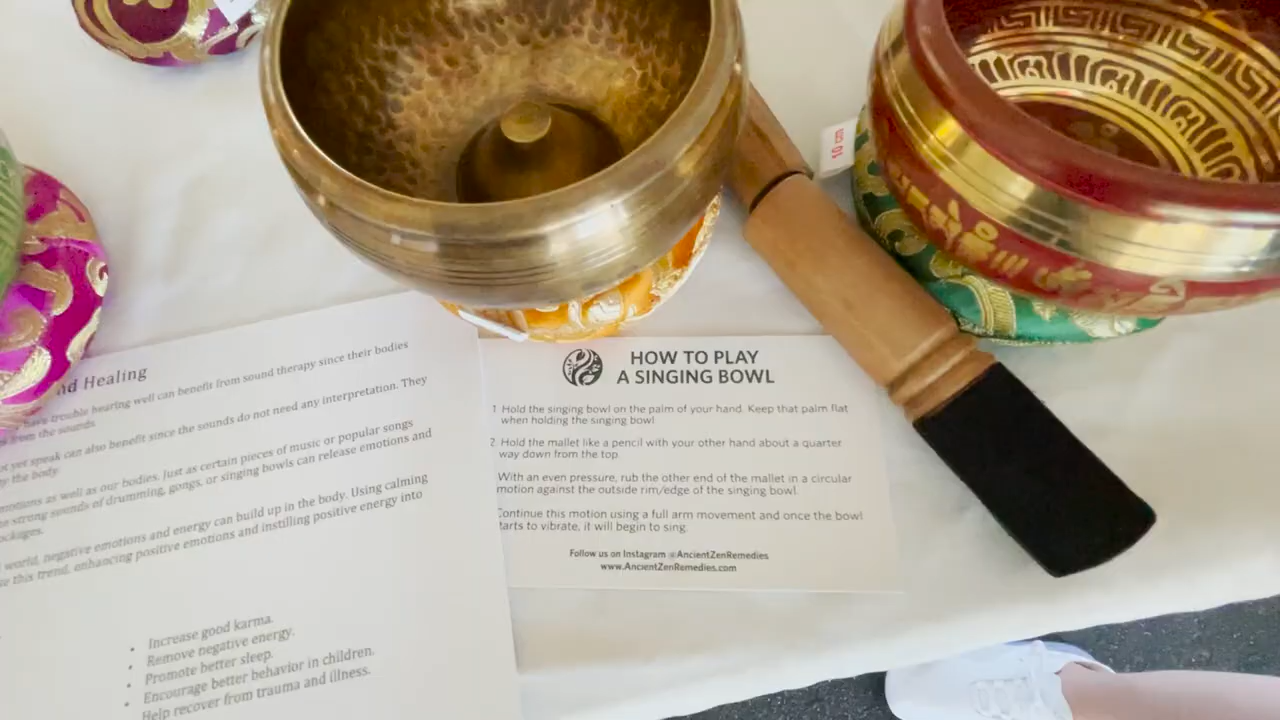 nd Healing
have trouble hearing well can benefit from sound therapy since their bodies
from the sounds.
ot yet speak can also benefit since the sounds do not need any interpretation. They
the body.
motions as well as our bodies. Just as certain pieces of music or popular songs
e strong sounds of drumming, gongs, or singing bowls can release emotions and
ockages.
world, negative emotions and energy can build up in the body. Using calming
se this trend, enhancing positive emotions and instilling positive energy into
• Increase good karma.
• Remove negative energy.
• Promote better sleep.
• Encourage better behavior in children.
Help recover from trauma and illness.
HOW TO PLAY
A SINGING BOWL
1 Hold the singing bowl on the palm of your hand. Keep that palm flat
when holding the singing bowl
2. Hold the mallet like a pencil with your other hand about a quarter
way down from the top.
With an even pressure, rub the other end of the mallet in a circular
motion against the outside rim/edge of the singing bowl.
Continue this motion using a full arm movement and once the bowl
tarts to vibrate, it will begin to sing.
Follow us on Instagram @AncientZenRemedies
www.AncientZenRemedies.com
10 cm